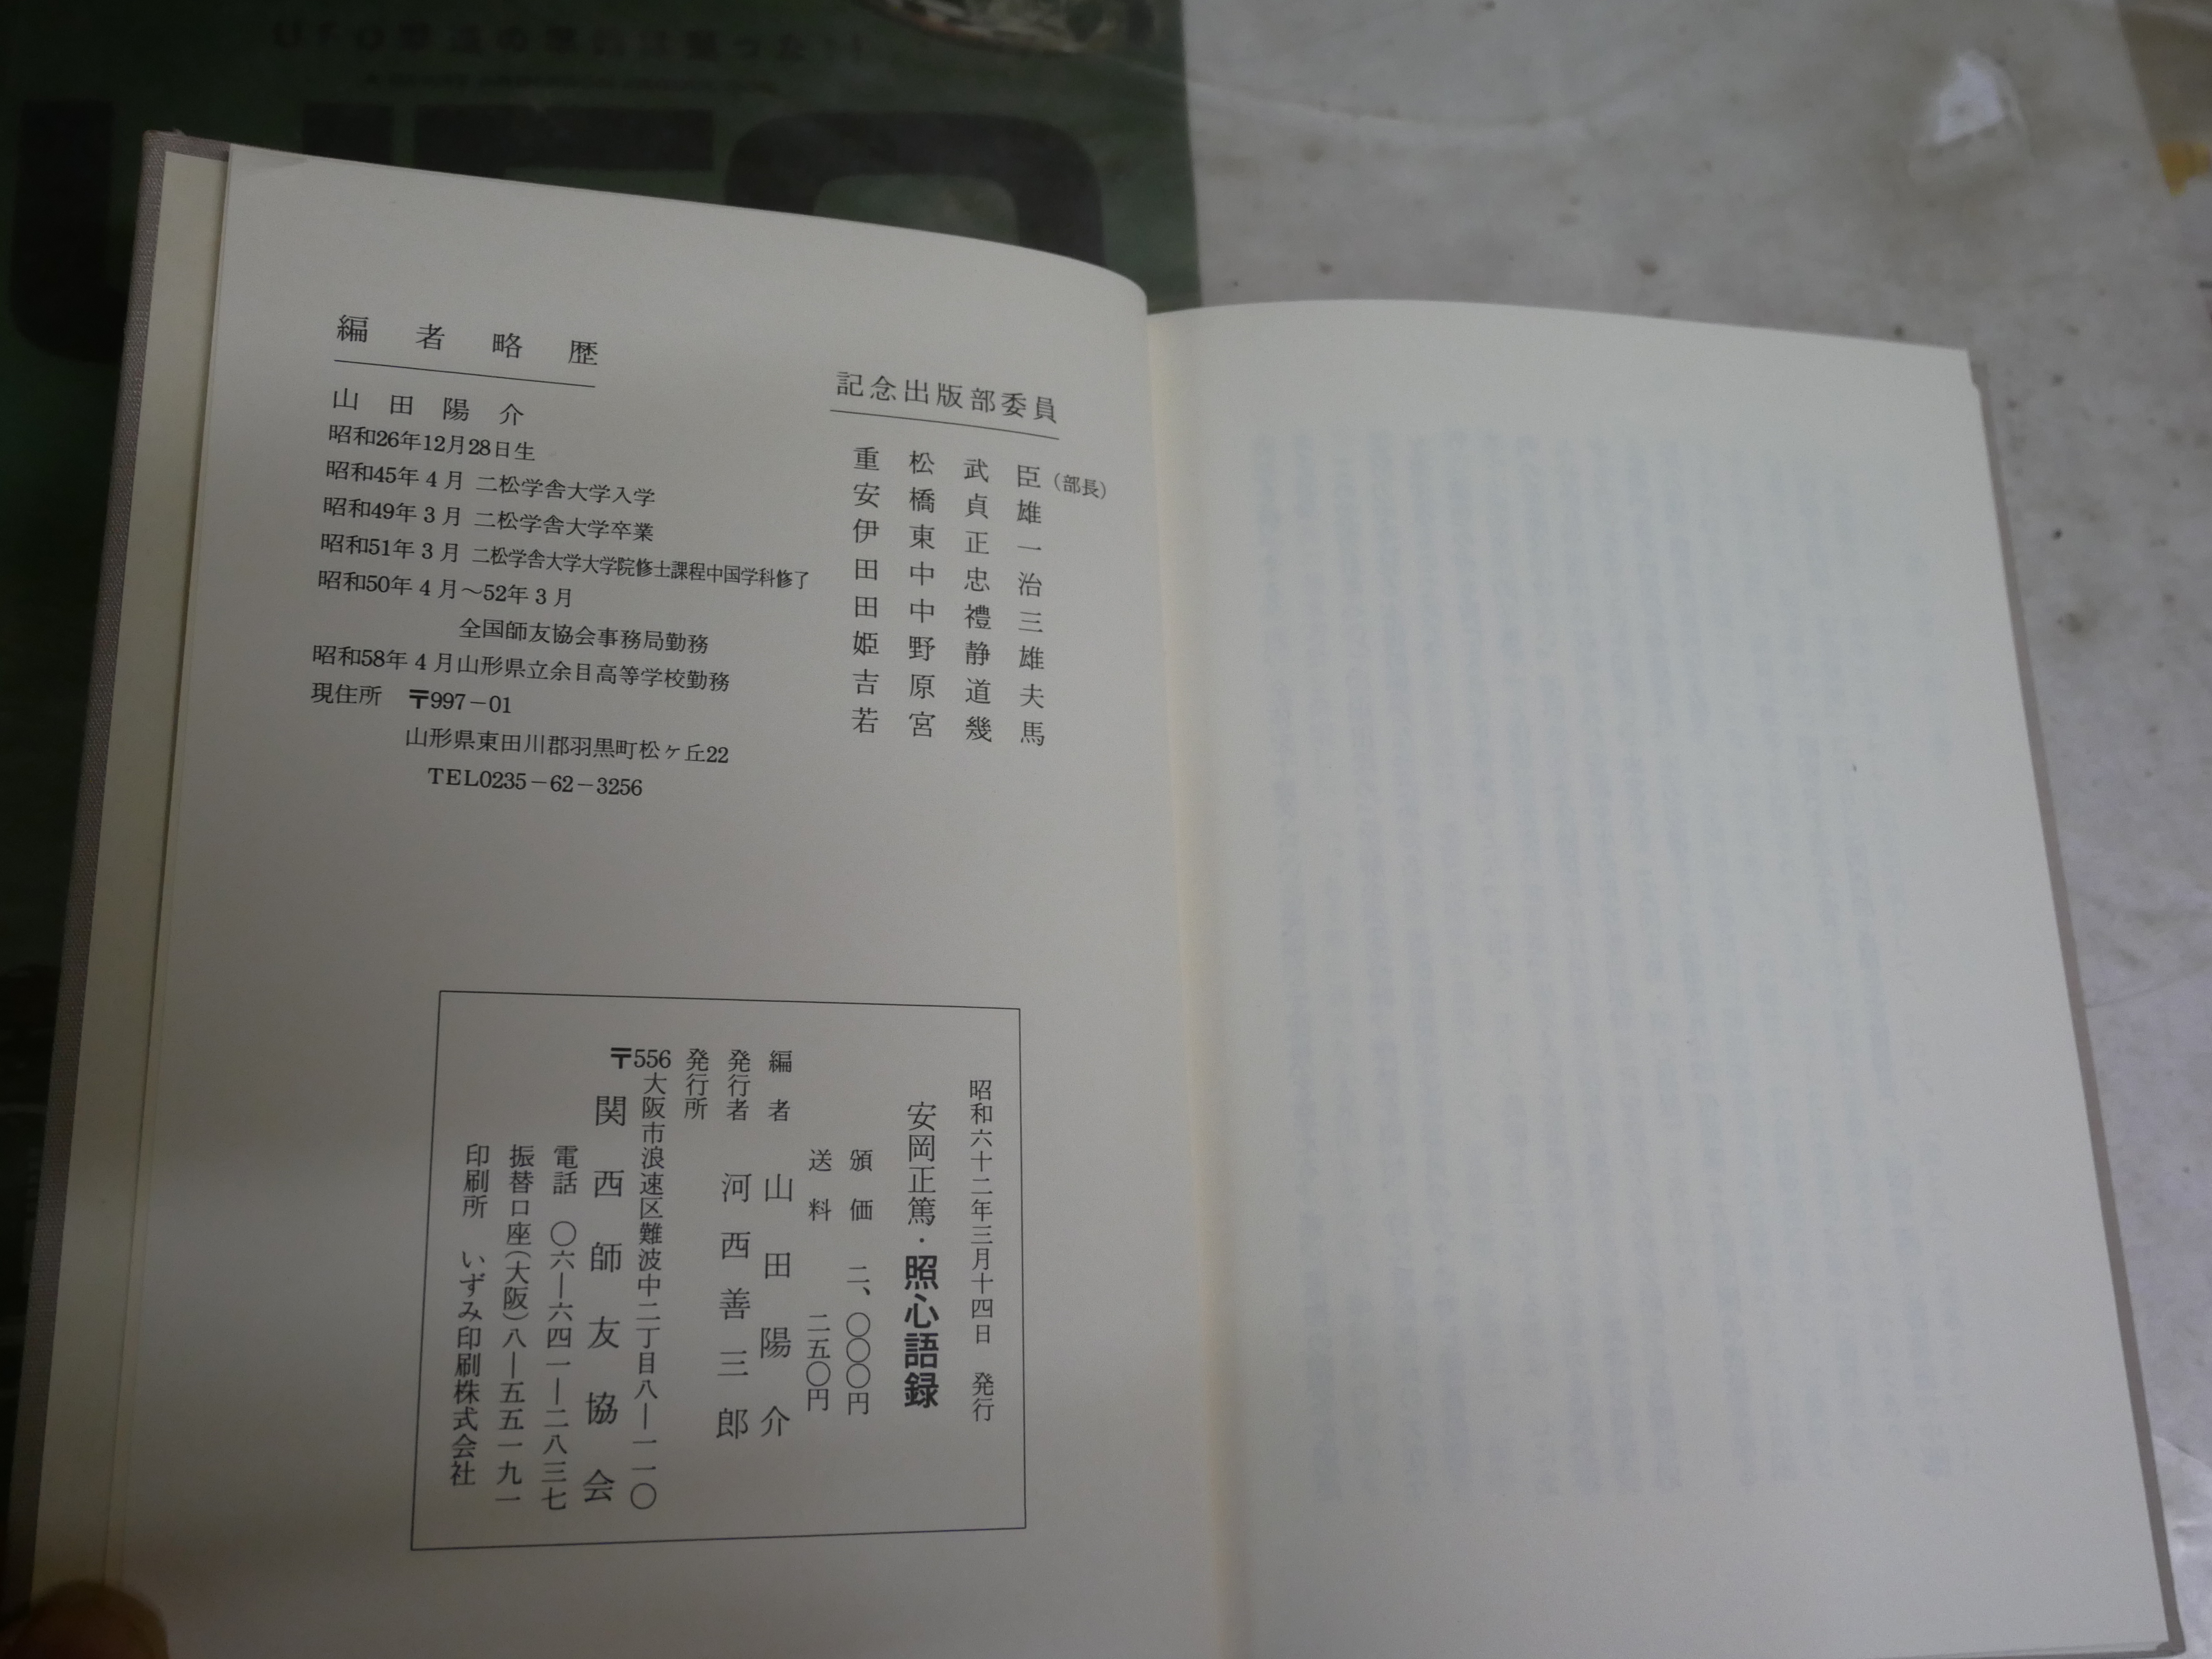 編者略歴
山田陽介
昭和26年12月28日生
昭和45年4月 二松学舎大学入学
昭和49年3月 二松学舎大学卒業
昭和51年3月 二松学舎大学大学院修士課程中国学科修了
昭和50年4月〜52年3月
全国師友協会事務局勤務
昭和58年4月山形県立余目高等学校勤務
現住所 〒997−01
山形県東田川郡羽黒町松ヶ丘22
TEL0235−62−3256
記念出版部委員
重松武臣(部長)
安橋貞雄
伊東正一
田中忠治
田中禮三
姫野静雄
吉原道夫
若宮幾馬
昭和六十二年三月十四日 発行
安岡正篤・照心語録
頒価 二、〇〇〇円
送料 二五〇円
編者 山田陽介
発行者 河西善三郎
発行所
〒556大阪市浪速区難波中二丁目八―一一〇
関西師友協会
電話 〇六―六四一―二八三七
振替口座(大阪)八―五五一九一
印刷所 いずみ印刷株式会社